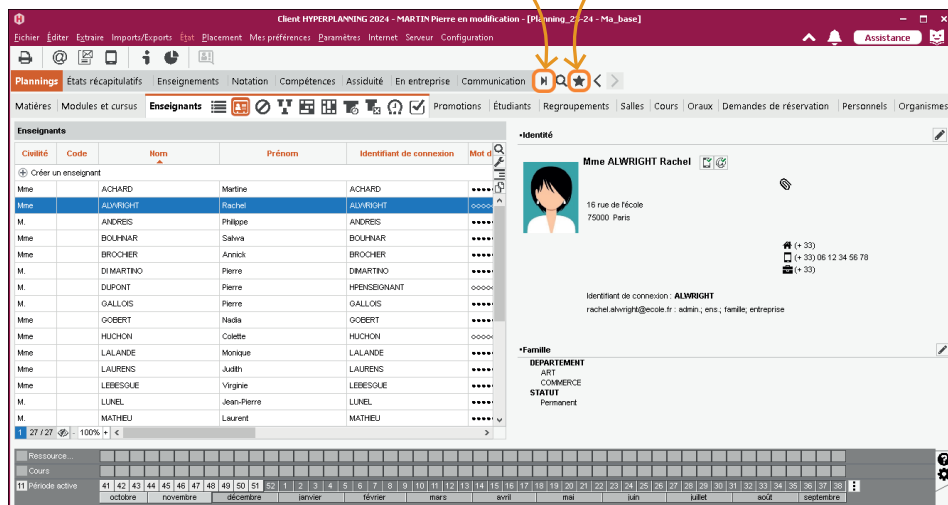 Client HYPERPLANNING 2024 - MARTIN Pierre en modification - [Planning_23-24 - Ma_base]
Fichier Éditer Extraire Imports/Exports État Placement Mes préférences Paramètres Internet Serveur Configuration
Assistance
Plannings États récapitulatifs Enseignements Notation Compétences Assiduité En entreprise Communication
Matières Modules et cursus Enseignants Promotions Étudiants Regroupements Salles Cours Oraux Demandes de réservation Personnels Organismes
Enseignants
Civilité Code Nom Prénom Identifiant de connexion Mot d
Créer un enseignant
Mme ACHARD Martine ACHARD
Mme ALWRIGHT Rachel ALWRIGHT
M. ANDREIS Philippe ANDREIS
Mme BOUHNAR Salwa BOUHNAR
Mme BROCHIER Annick BROCHIER
M. DI MARTINO Pierre DIMARTINO
M. DUPONT Pierre HPENSEIGNANT
M. GALLOIS Pierre GALLOIS
Mme GOBERT Nadia GOBERT
Mme HUCHON Colette HUCHON
Mme LALANDE Monique LALANDE
Mme LAURENS Judith LAURENS
Mme LEBESGUE Virginie LEBESGUE
M. LUNEL Jean-Pierre LUNEL
M. MATHIEU Laurent MATHIEU
1 27 / 27 - 100% + < >
•Identité
Mme ALWRIGHT Rachel
16 rue de l'école
75000 Paris
(+ 33)
(+ 33) 06 12 34 56 78
(+ 33)
Identifiant de connexion : ALWRIGHT
rachel.alwright@ecole.fr : admin.; ens.; famille; entreprise
•Famille
DEPARTEMENT
ART
COMMERCE
STATUT
Permanent
Ressource...
Cours
11 Période active 41 42 43 44 45 46 47 48 49 50 51 52 1 2 3 4 5 6 7 8 9 10 11 12 13 14 15 16 17 18 19 20 21 22 23 24 25 26 27 28 29 30 31 32 33 34 35 36 37 38
octobre novembre décembre janvier février mars avril mai juin juillet août septembre